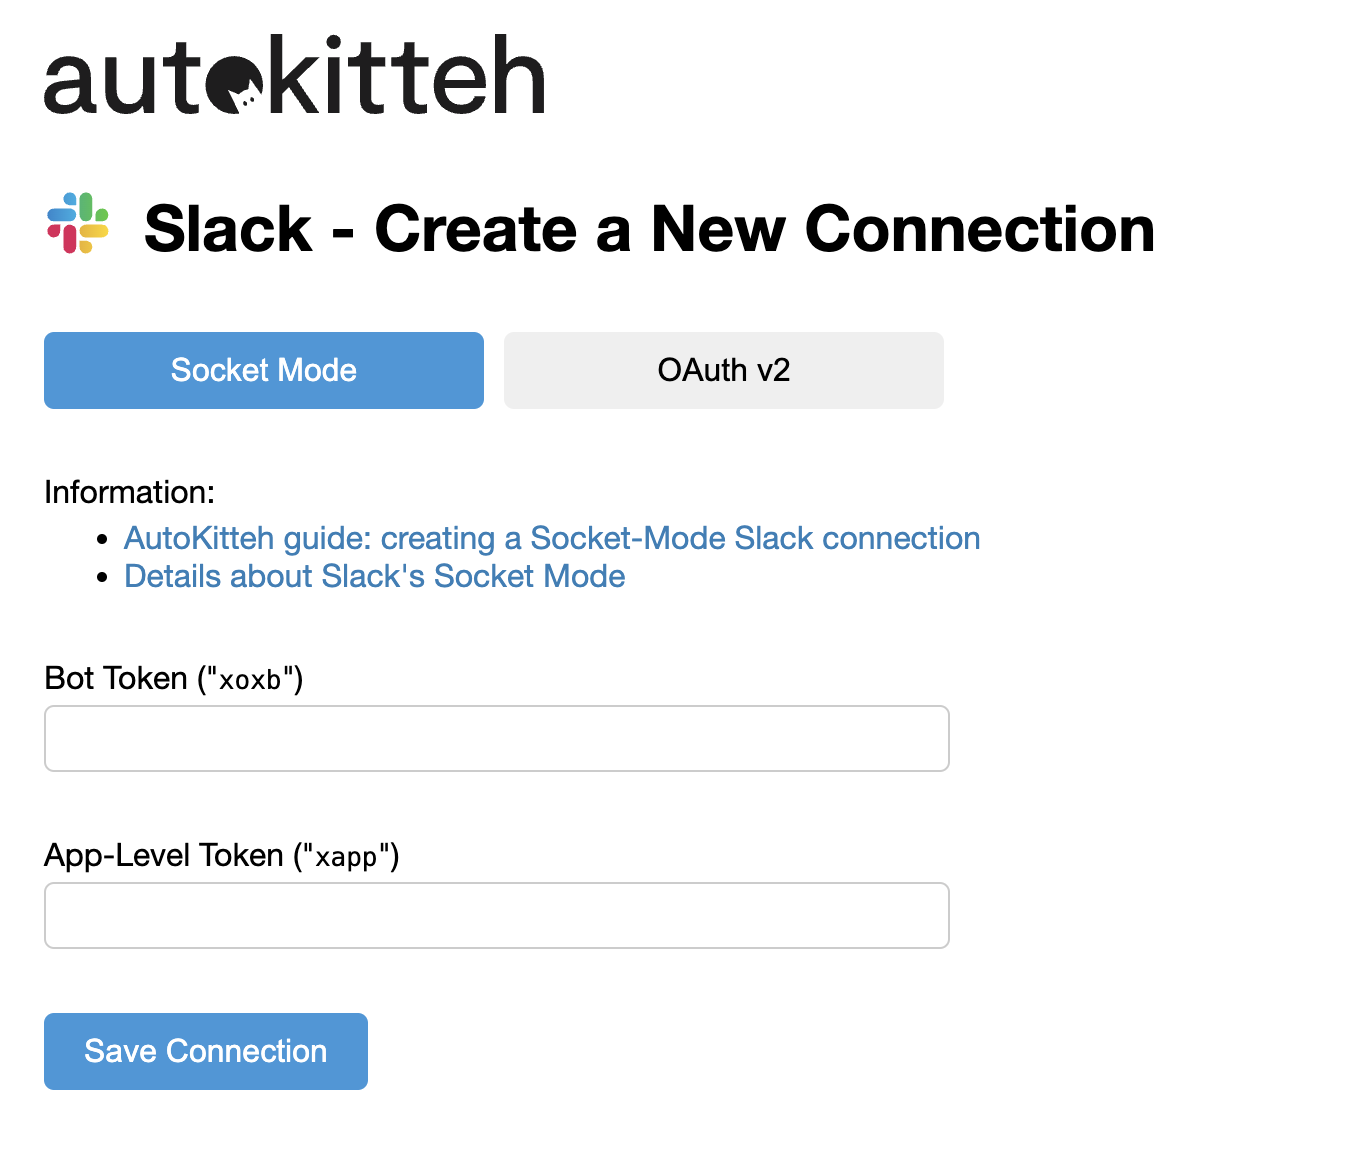 autokitteh
Slack - Create a New Connection
Socket Mode
OAuth v2
Information:
AutoKitteh guide: creating a Socket-Mode Slack connection
Details about Slack's Socket Mode
Bot Token ("xoxb")
App-Level Token ("xapp")
Save Connection